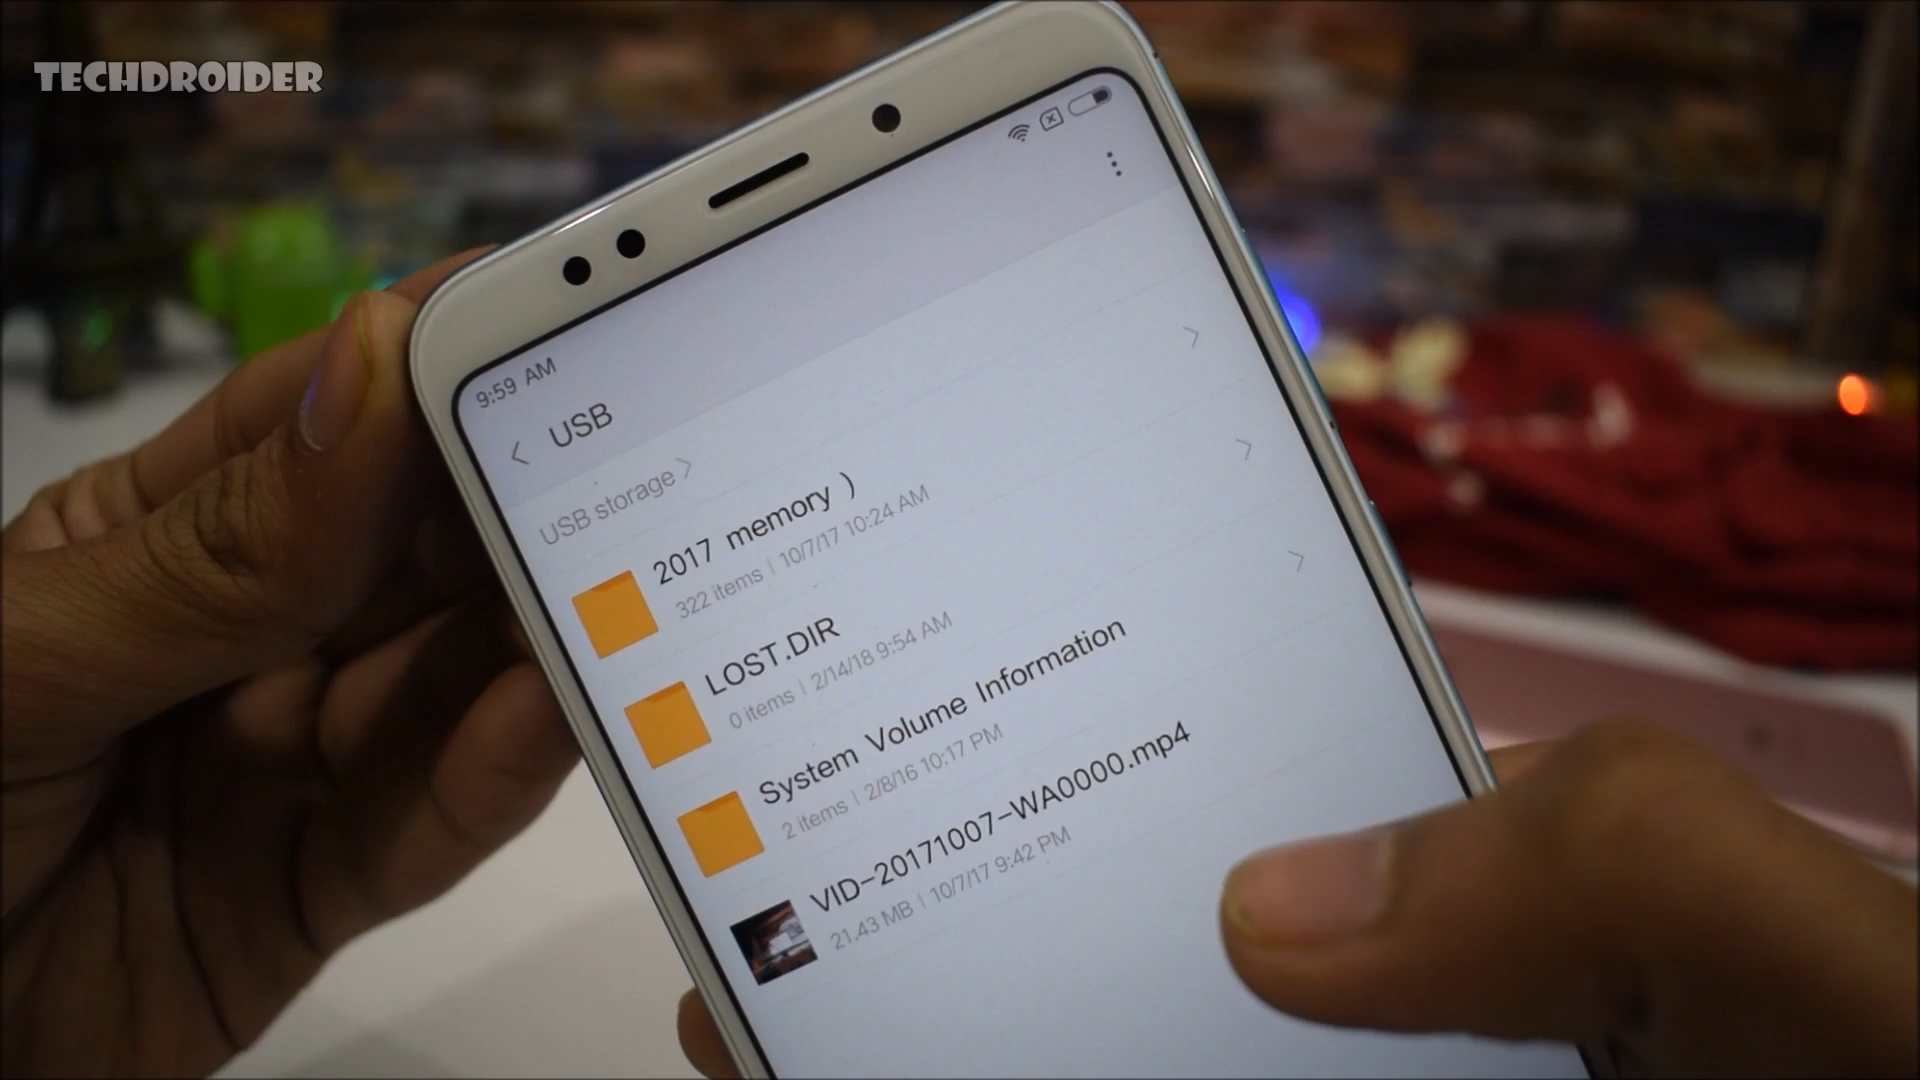 TECHDROIDER
9:59 AM
USB
USB storage
2017 memory )
322 items | 10/7/17 10:24 AM
LOST.DIR
0 items | 2/14/18 9:54 AM
System Volume Information
2 items | 2/8/16 10:17 PM
VID-20171007-WA0000.mp4
21.43 MB | 10/7/17 9:42 PM